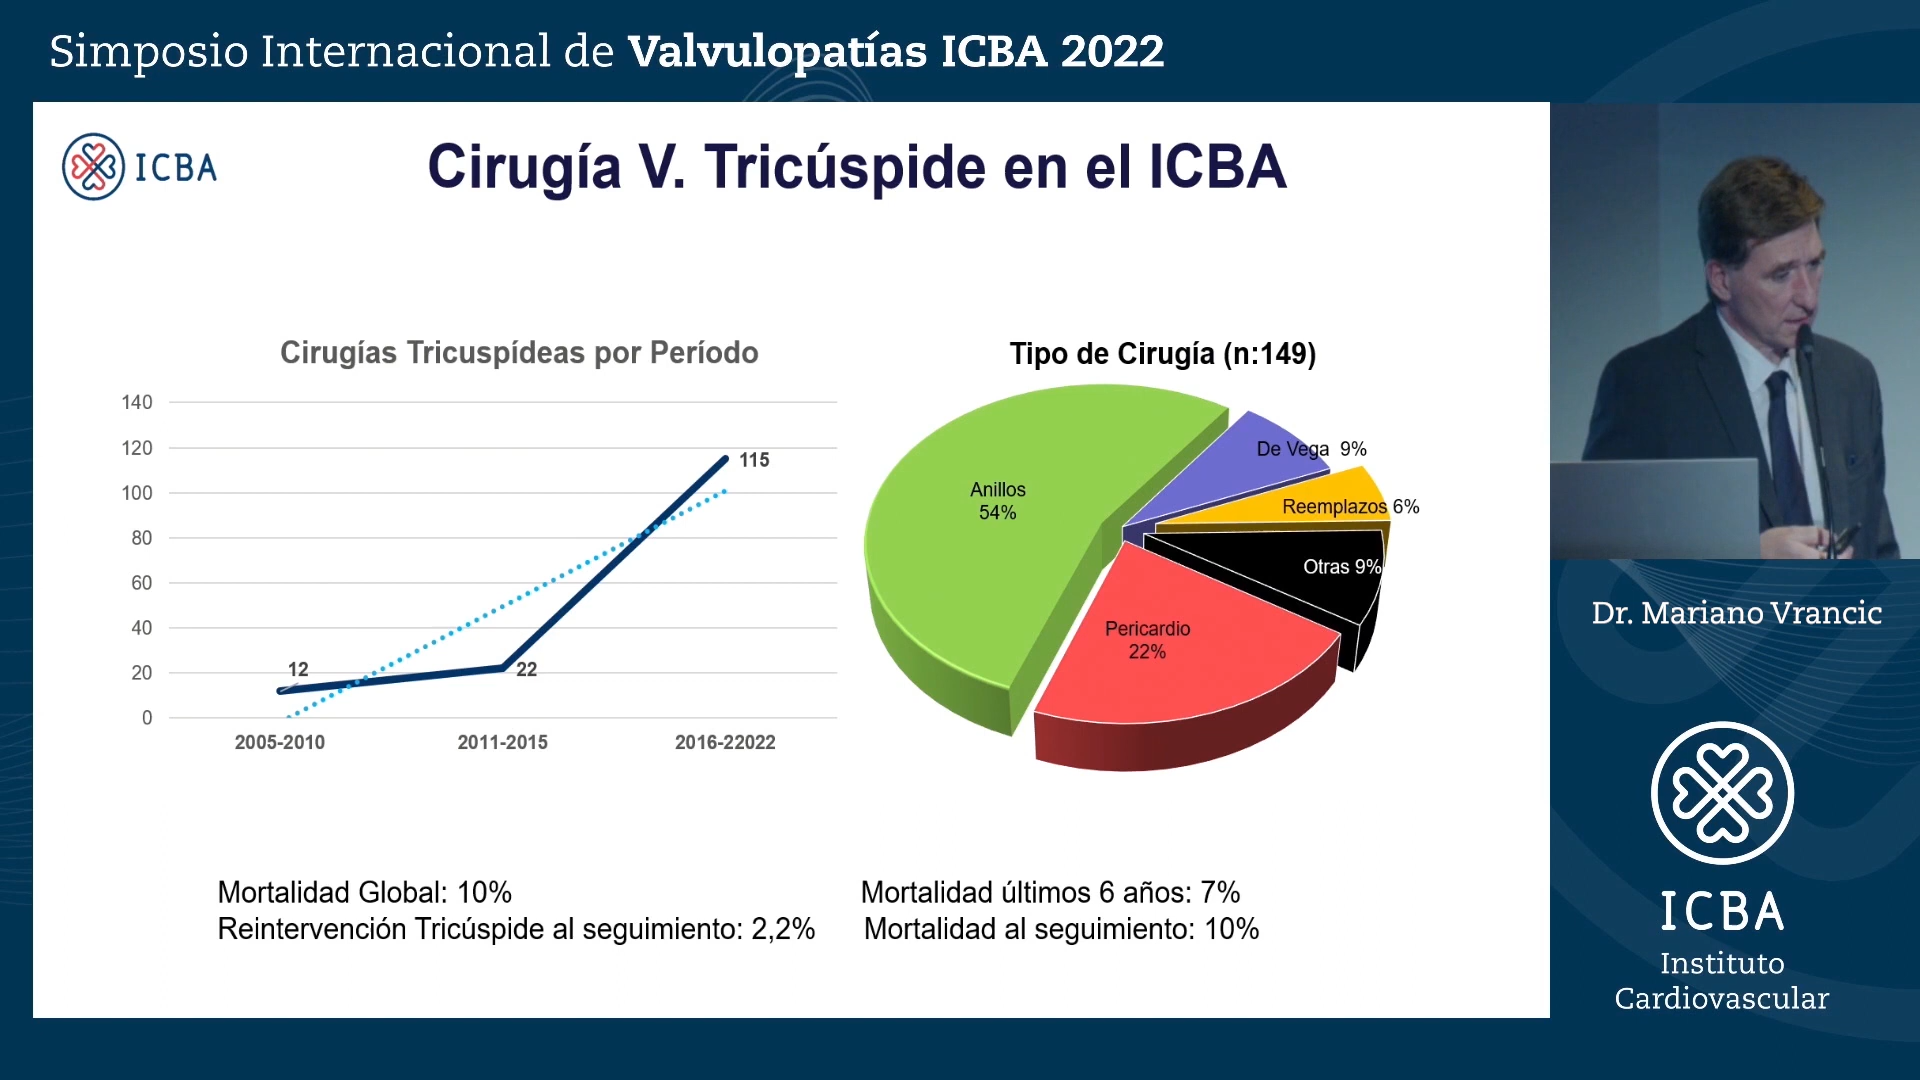 Simposio Internacional de Valvulopatías ICBA 2022
ICBA
Cirugía V. Tricúspide en el ICBA
Cirugías Tricuspídeas por Período
140
120
100
80
60
40
20
0
12
22
115
2005-2010
2011-2015
2016-22022
Tipo de Cirugía (n:149)
Anillos
54%
De Vega 9%
Reemplazos 6%
Otras 9%
Pericardio
22%
Mortalidad Global: 10%
Reintervención Tricúspide al seguimiento: 2,2%
Mortalidad últimos 6 años: 7%
Mortalidad al seguimiento: 10%
Dr. Mariano Vrancic
ICBA
Instituto
Cardiovascular